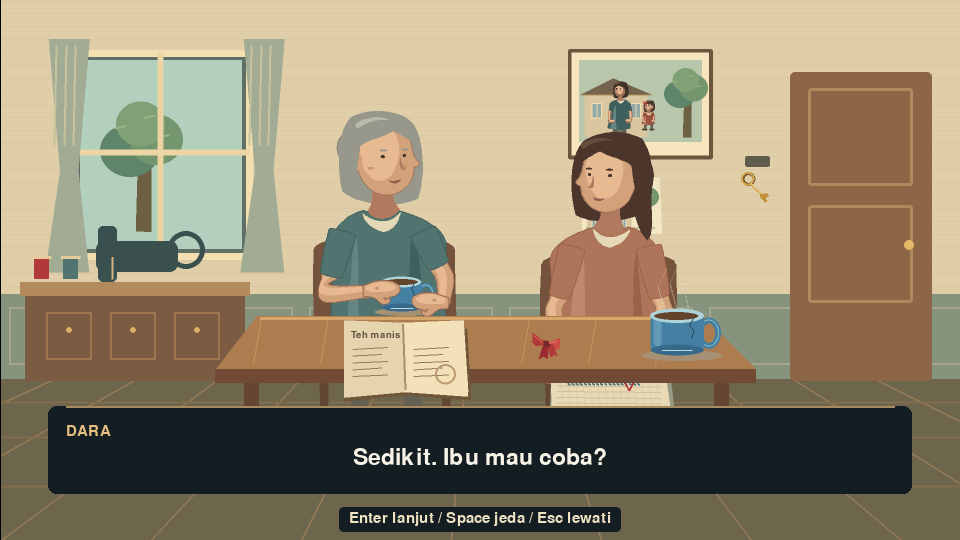 Teh manis
DARA
Sedikit. Ibu mau coba?
Enter lanjut / Space jeda / Esc lewati